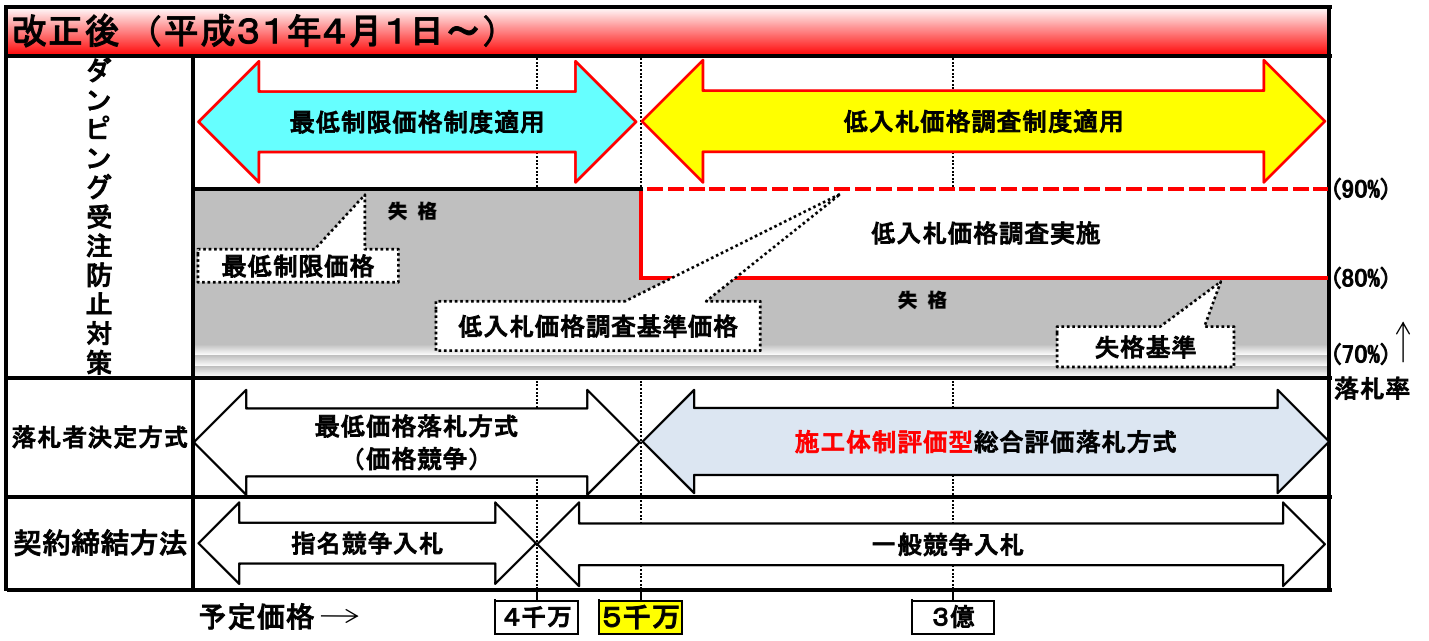 改正後　（平成３１年４月１日～）
ダンピング受注防止対策
最低制限価格制度適用
低入札価格調査制度適用
(90%)
失 格
低入札価格調査実施
最低制限価格
(80%)
失 格
低入札価格調査基準価格
失格基準
(70%)
↑
落札率
落札者決定方式
最低価格落札方式
（価格競争）
施工体制評価型総合評価落札方式
契約締結方法
指名競争入札
一般競争入札
予定価格 →
４千万
５千万
３億